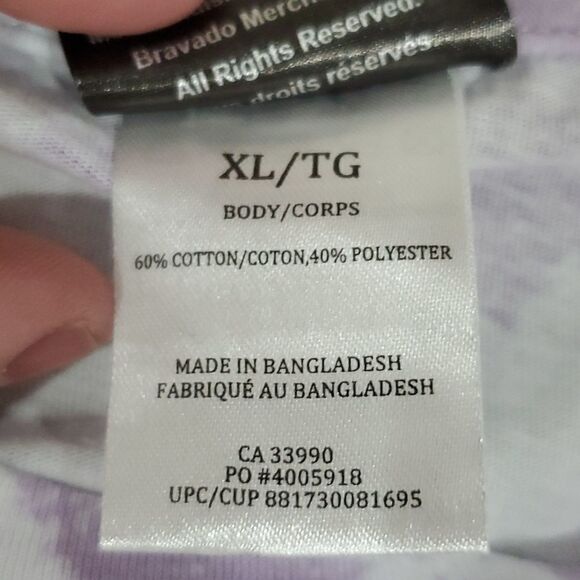 Bravado Merch
All Rights Reserved.
droits réservés.
XL/TG
BODY/CORPS
60% COTTON/COTON,40% POLYESTER
MADE IN BANGLADESH
FABRIQUÉ AU BANGLADESH
CA 33990
PO #4005918
UPC/CUP 881730081695